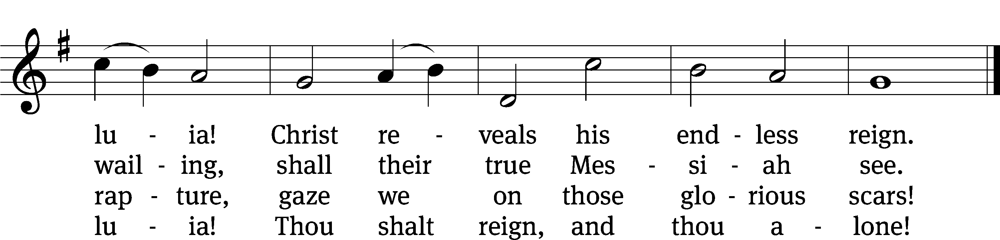 lu - ia! Christ re - veals his end - less reign.
wail - ing, shall their true Mes - si - ah see.
rap - ture, gaze we on those glo - rious scars!
lu - ia! Thou shalt reign, and thou a - lone!